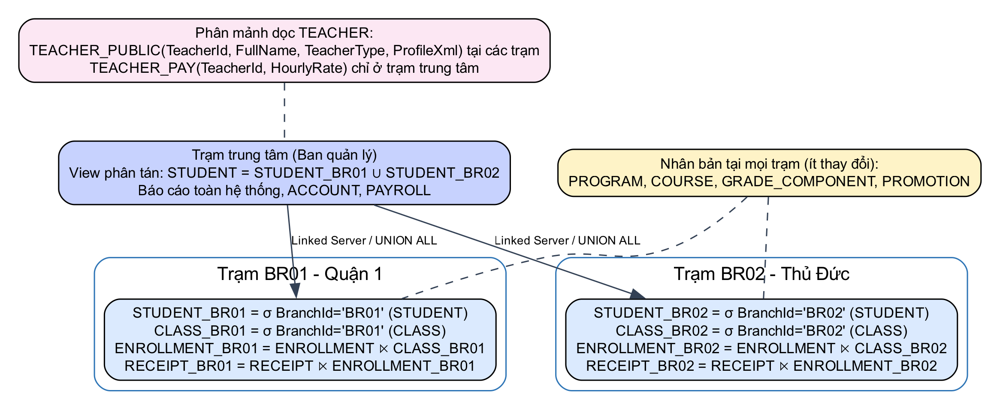 Phân mảnh dọc TEACHER:
TEACHER_PUBLIC(TeacherId, FullName, TeacherType, ProfileXml) tại các trạm
TEACHER_PAY(TeacherId, HourlyRate) chỉ ở trạm trung tâm
Trạm trung tâm (Ban quản lý)
View phân tán: STUDENT = STUDENT_BR01 ∪ STUDENT_BR02
Báo cáo toàn hệ thống, ACCOUNT, PAYROLL
Nhân bản tại mọi trạm (ít thay đổi):
PROGRAM, COURSE, GRADE_COMPONENT, PROMOTION
Linked Server / UNION ALL
Linked Server / UNION ALL
Trạm BR01 - Quận 1
STUDENT_BR01 = σ BranchId='BR01' (STUDENT)
CLASS_BR01 = σ BranchId='BR01' (CLASS)
ENROLLMENT_BR01 = ENROLLMENT ⋉ CLASS_BR01
RECEIPT_BR01 = RECEIPT ⋉ ENROLLMENT_BR01
Trạm BR02 - Thủ Đức
STUDENT_BR02 = σ BranchId='BR02' (STUDENT)
CLASS_BR02 = σ BranchId='BR02' (CLASS)
ENROLLMENT_BR02 = ENROLLMENT ⋉ CLASS_BR02
RECEIPT_BR02 = RECEIPT ⋉ ENROLLMENT_BR02